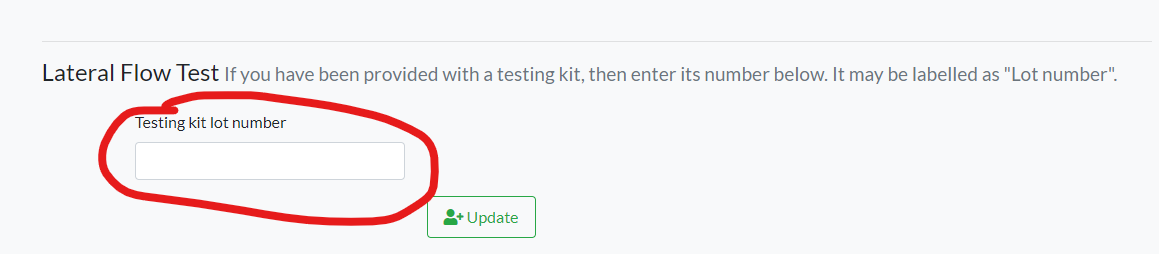 Lateral Flow Test If you have been provided with a testing kit, then enter its number below. It may be labelled as "Lot number".
Testing kit lot number
Update